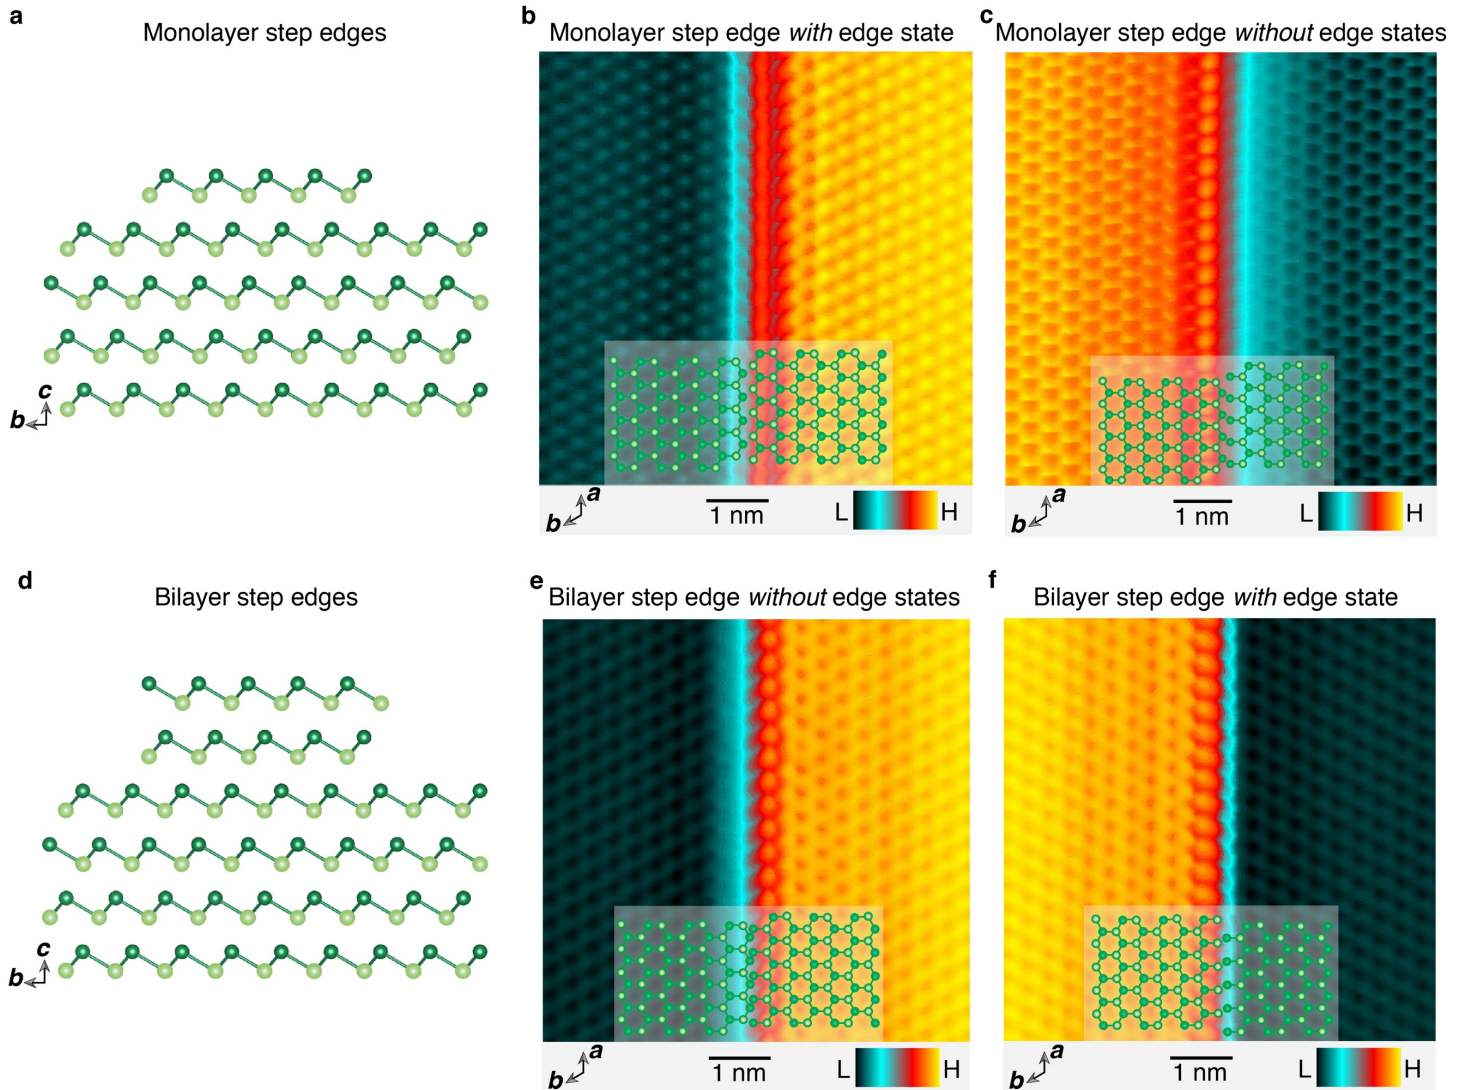 a
Monolayer step edges
b
Monolayer step edge with edge state
c
Monolayer step edge without edge states
c
b
a
b
1 nm
L
H
a
b
1 nm
L
H
d
Bilayer step edges
e
Bilayer step edge without edge states
f
Bilayer step edge with edge state
c
b
a
b
1 nm
L
H
a
b
1 nm
L
H